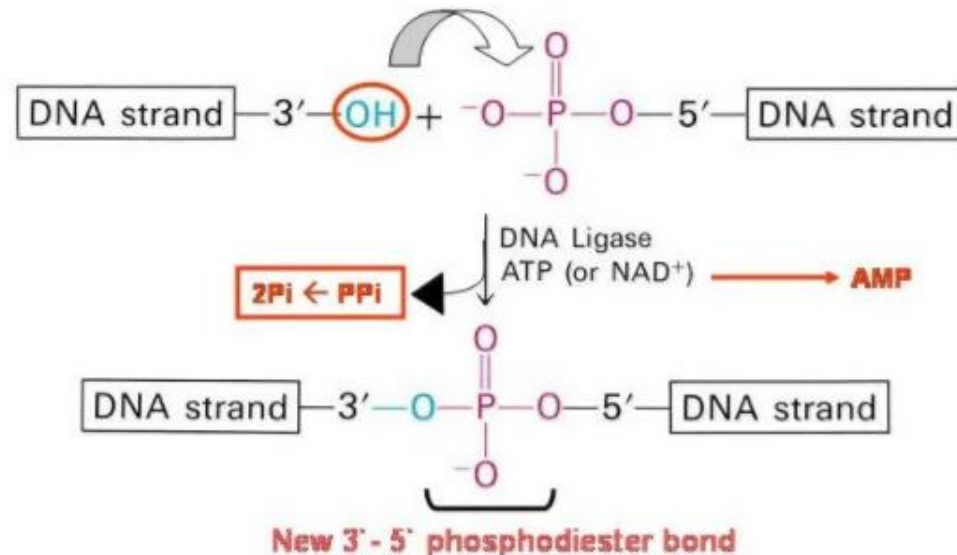 O
DNA strand — 3′ — OH + ⁻O — P — O — 5′ — DNA strand
⁻O
DNA Ligase
ATP (or NAD⁺) → AMP
2Pi ← PPi
O
DNA strand — 3′ — O — P — O — 5′ — DNA strand
⁻O
New 3` - 5` phosphodiester bond